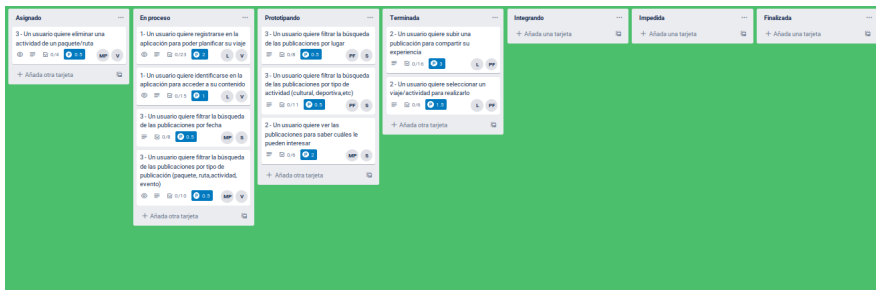 Asignado ...
3 - Un usuario quiere eliminar una
actividad de un paquete/ruta
0/4 P 0.5 MP V
+ Añada otra tarjeta
En proceso ...
1- Un usuario quiere registrarse en la
aplicación para poder planificar su viaje
0/23 P 2 L V
1- Un usuario quiere identificarse en la
aplicación para acceder a su contenido
0/15 P 1 L V
3 - Un usuario quiere filtrar la búsqueda
de las publicaciones por fecha
0/8 P 0.5 MP S
3 - Un usuario quiere filtrar la búsqueda
de las publicaciones por tipo de
publicación (paquete, ruta,actividad,
evento)
0/10 P 0.5 MP V
+ Añada otra tarjeta
Prototipando ...
3 - Un usuario quiere filtrar la búsqueda
de las publicaciones por lugar
0/8 P 0.5 PF S
3 - Un usuario quiere filtrar la búsqueda
de las publicaciones por tipo de
actividad (cultural, deportiva,etc)
0/11 P 0.5 PF S
2 - Un usuario quiere ver las
publicaciones para saber cuáles le
pueden interesar
0/6 P 2 MP S
+ Añada otra tarjeta
Terminada ...
2 - Un usuario quiere subir una
publicación para compartir su
experiencia
0/16 P 3 L PF
2 - Un usuario quiere seleccionar un
viaje/actividad para realizarlo
0/6 P 1.5 L PF
+ Añada otra tarjeta
Integrando ...
+ Añada una tarjeta
Impedida ...
+ Añada una tarjeta
Finalizada ...
+ Añada una tarjeta